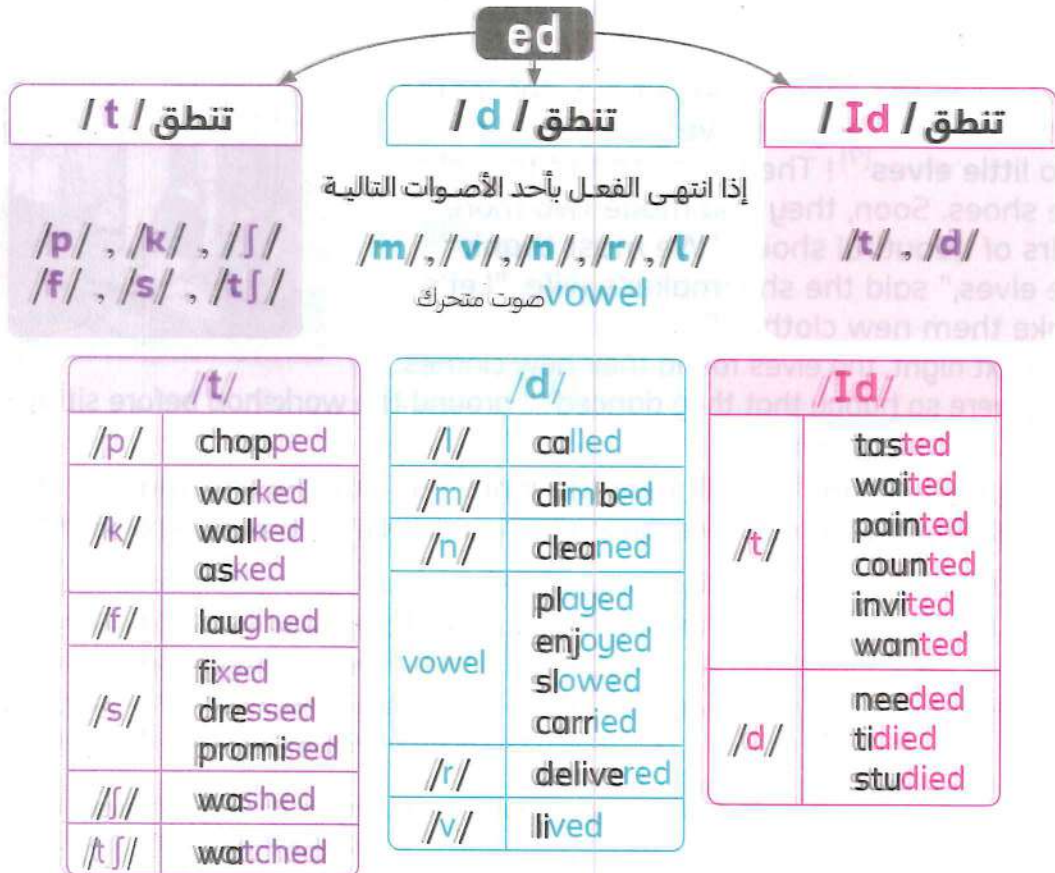 ed
تنطق / t /
تنطق / d /
تنطق / Id /
إذا انتهى الفعل بأحد الأصوات التالية
/p/ , /k/ , /ʃ/
/f/ , /s/ , /tʃ/
/m/, /v/, /n/, /r/, /l/
vowel صوت متحرك
/t/ , /d/
/t/
/p/ chopped
/k/ worked
walked
asked
/f/ laughed
/s/ fixed
dressed
promised
/ʃ/ washed
/tʃ/ watched
/d/
/l/ called
/m/ climbed
/n/ cleaned
vowel played
enjoyed
slowed
carried
/r/ delivered
/v/ lived
/Id/
/t/ tasted
waited
painted
counted
invited
wanted
/d/ needed
tidied
studied